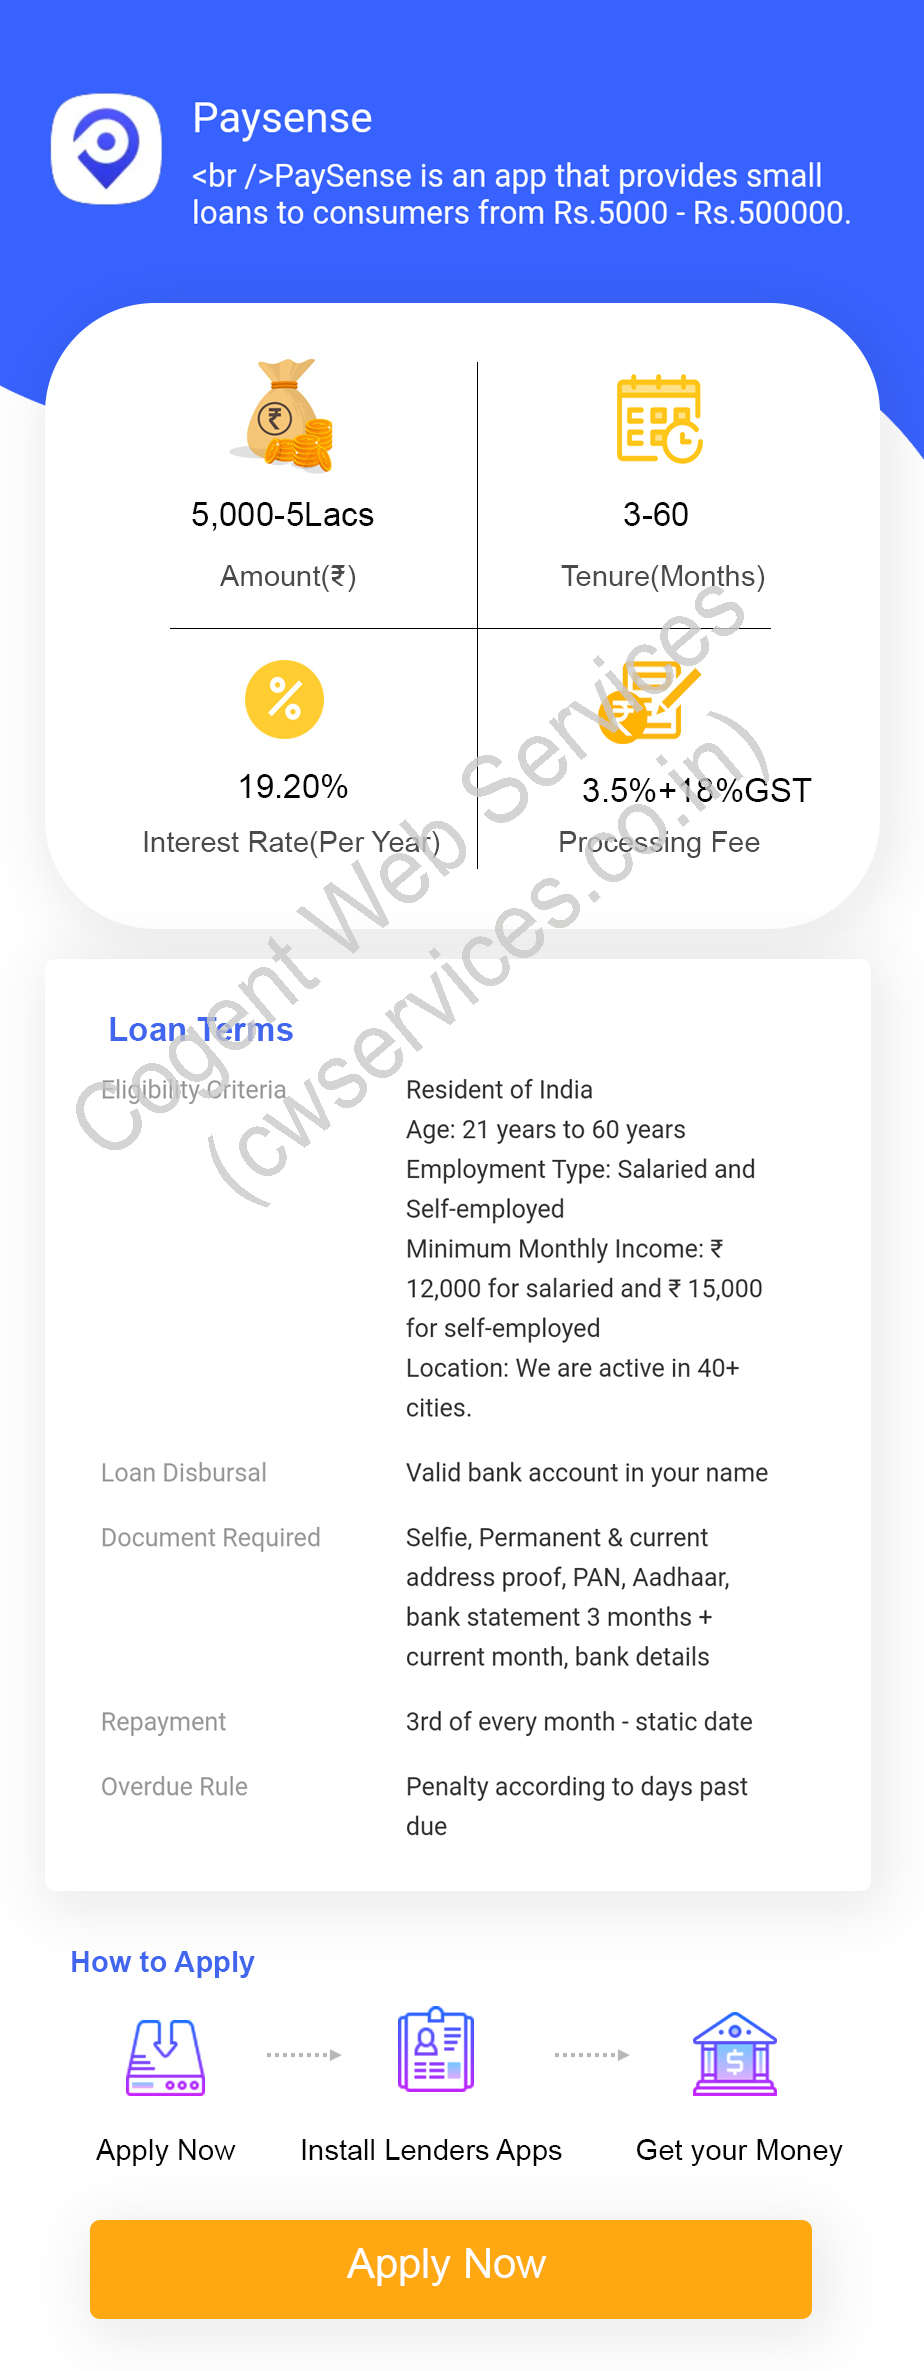 Paysense
<br />PaySense is an app that provides small
loans to consumers from Rs.5000 - Rs.500000.
₹
5,000-5Lacs
3-60
Amount(₹)
Tenure(Months)
%
₹
19.20%
3.5%+18%GST
Interest Rate(Per Year)
Processing Fee
Cogent Web Services
(cwservices.co.in)
Loan Terms
Eligibility Criteria
Resident of India
Age: 21 years to 60 years
Employment Type: Salaried and
Self-employed
Minimum Monthly Income: ₹
12,000 for salaried and ₹ 15,000
for self-employed
Location: We are active in 40+
cities.
Loan Disbursal
Valid bank account in your name
Document Required
Selfie, Permanent & current
address proof, PAN, Aadhaar,
bank statement 3 months +
current month, bank details
Repayment
3rd of every month - static date
Overdue Rule
Penalty according to days past
due
How to Apply
$
Apply Now
Install Lenders Apps
Get your Money
Apply Now